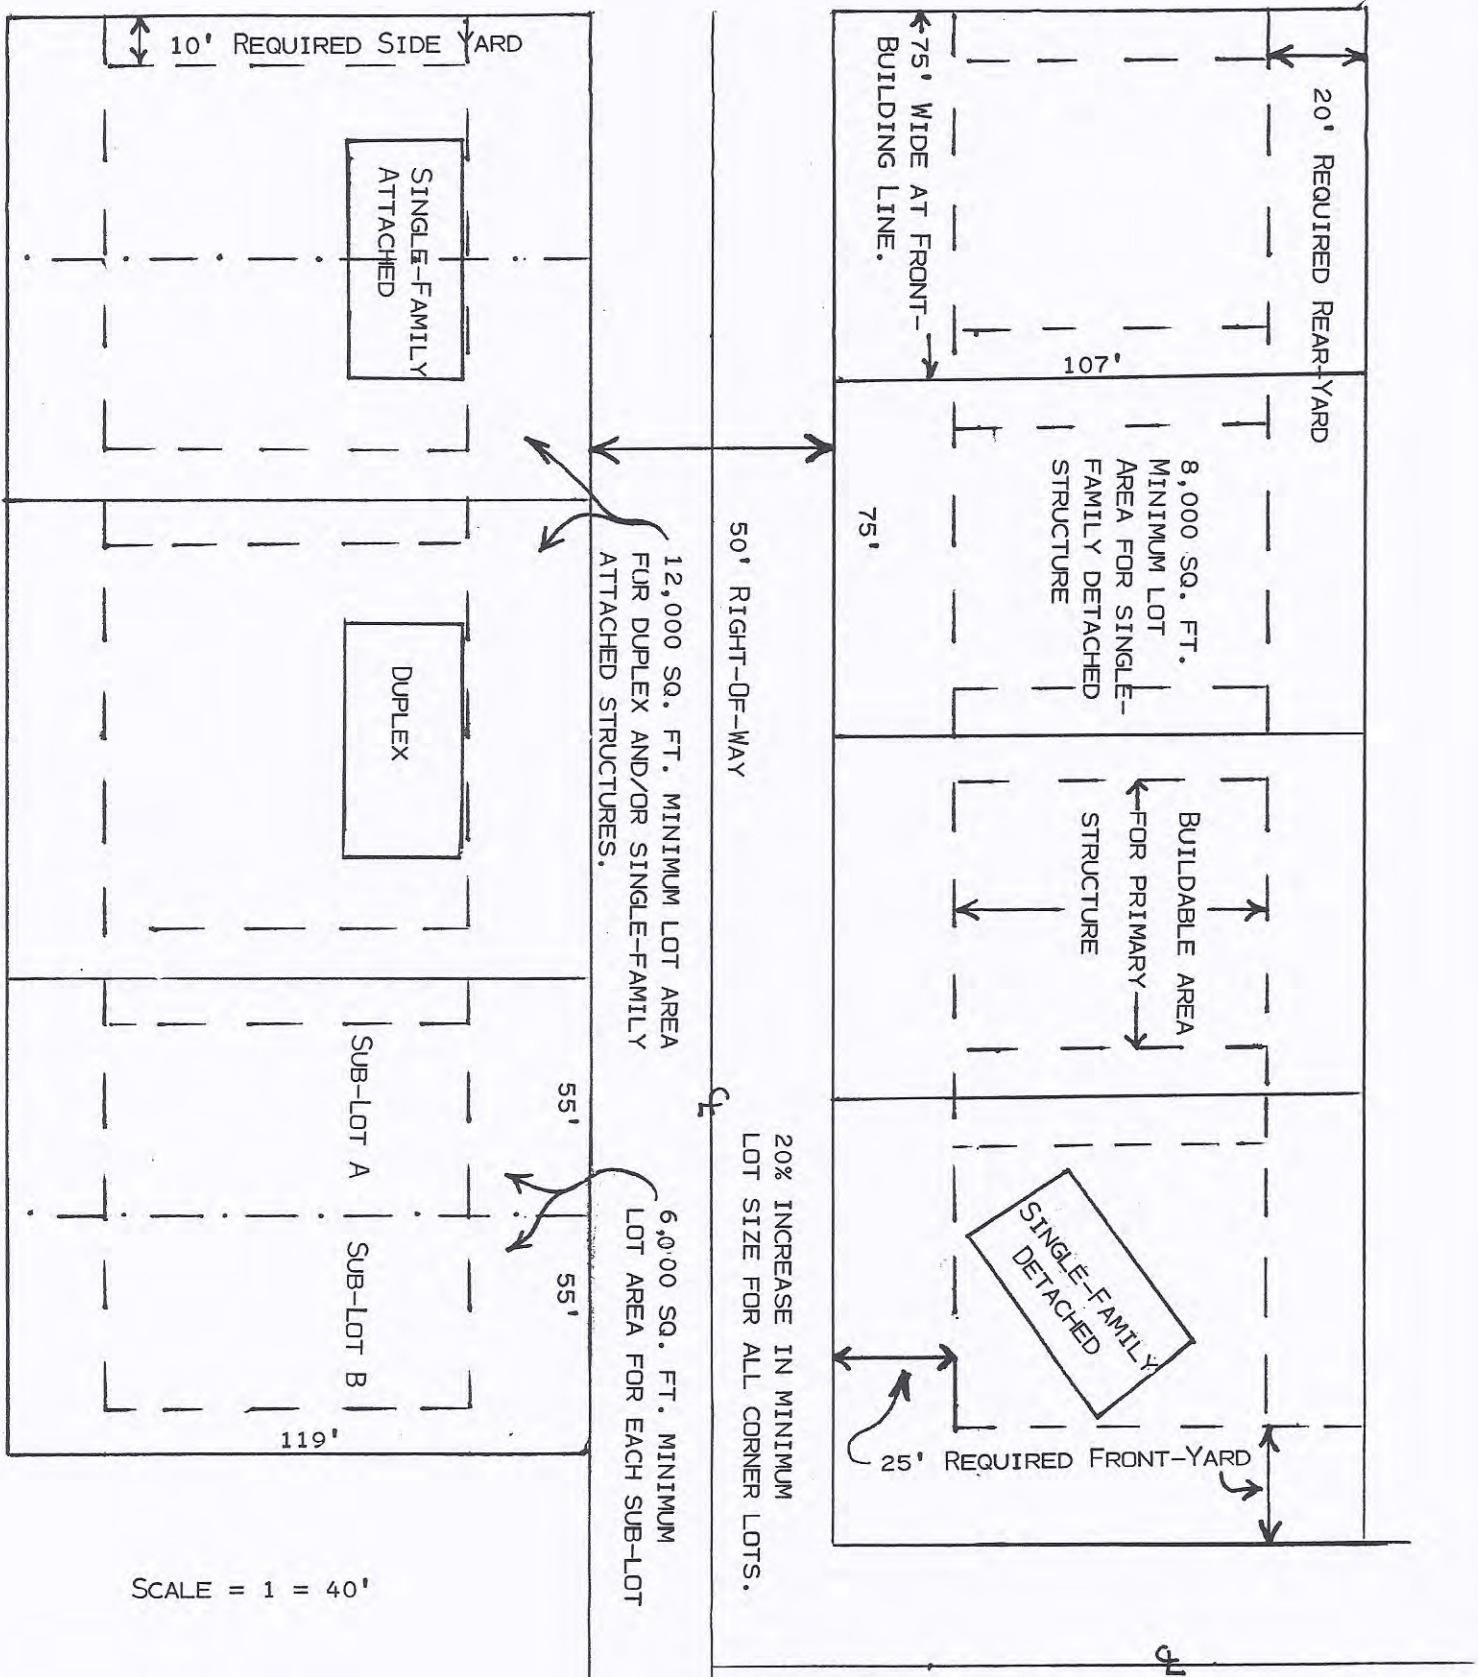 10' REQUIRED SIDE YARD
SINGLE-FAMILY
ATTACHED
DUPLEX
SUB-LOT A
SUB-LOT B
55'
55'
119'
SCALE = 1 = 40'
12,000 SQ. FT. MINIMUM LOT AREA
FOR DUPLEX AND/OR SINGLE-FAMILY
ATTACHED STRUCTURES.
6,000 SQ. FT. MINIMUM
LOT AREA FOR EACH SUB-LOT
50' RIGHT-OF-WAY
CL
20% INCREASE IN MINIMUM
LOT SIZE FOR ALL CORNER LOTS.
75' WIDE AT FRONT-
BUILDING LINE.
20' REQUIRED REAR-YARD
107'
75'
8,000 SQ. FT.
MINIMUM LOT
AREA FOR SINGLE-
FAMILY DETACHED
STRUCTURE
BUILDABLE AREA
FOR PRIMARY
STRUCTURE
SINGLE-FAMILY
DETACHED
25' REQUIRED FRONT-YARD
CL